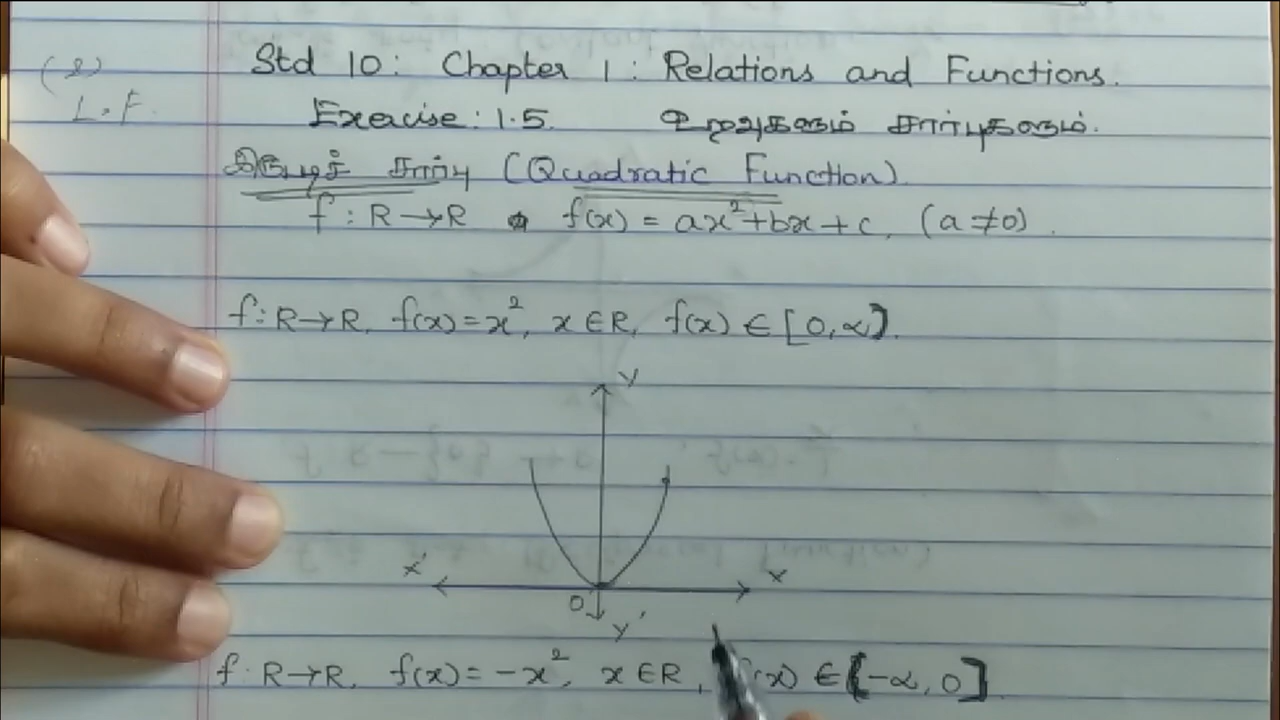 (2)
L.F.
Std 10: Chapter 1: Relations and Functions.
Exercise: 1.5. உறவுகளும் சார்புகளும்.
இருபடிச் சார்பு (Quadratic Function).
f : R → R f(x) = ax²+bx+c, (a ≠ 0).
f : R → R, f(x) = x², x ∈ R, f(x) ∈ [0, ∝).
Y
X' X
0
Y'
f : R → R, f(x) = -x², x ∈ R, (x) ∈ (-∝, 0]